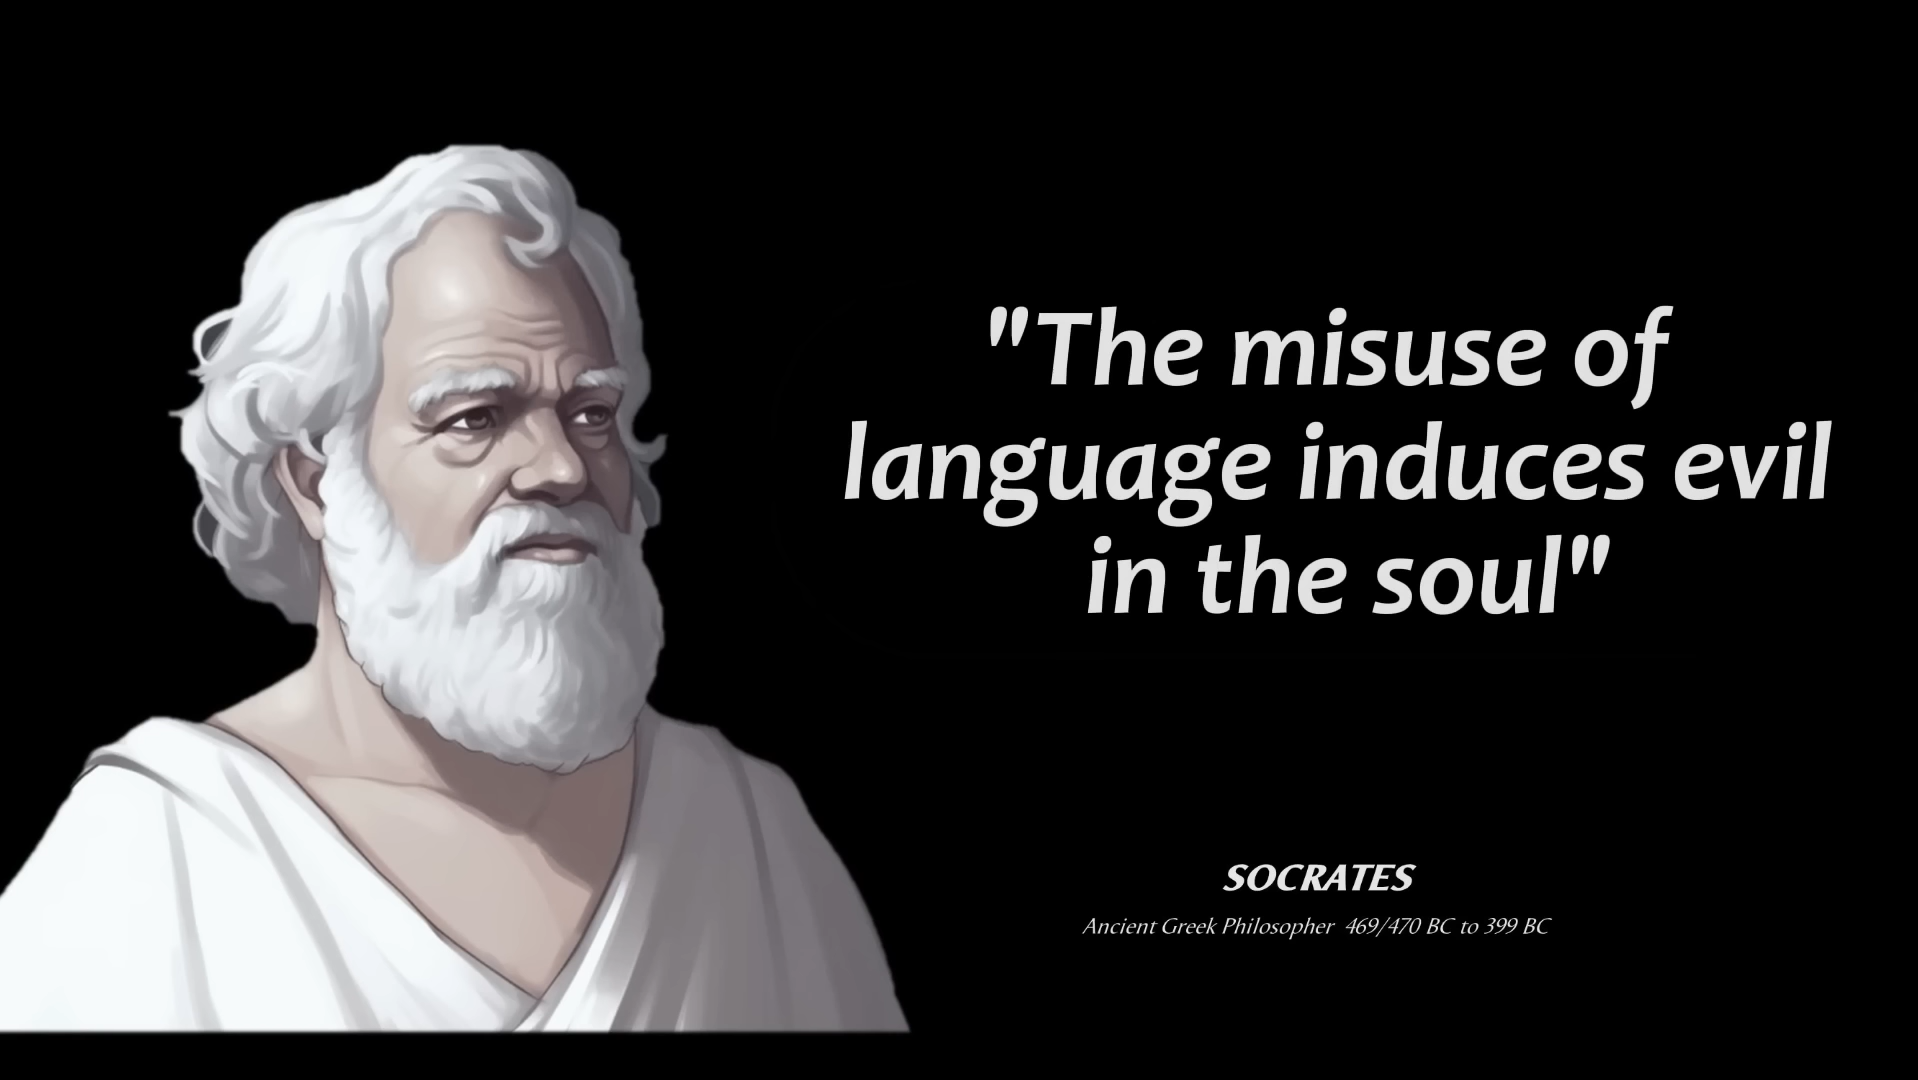 "The misuse of
language induces evil
in the soul"
SOCRATES
Ancient Greek Philosopher 469/470 BC to 399 BC